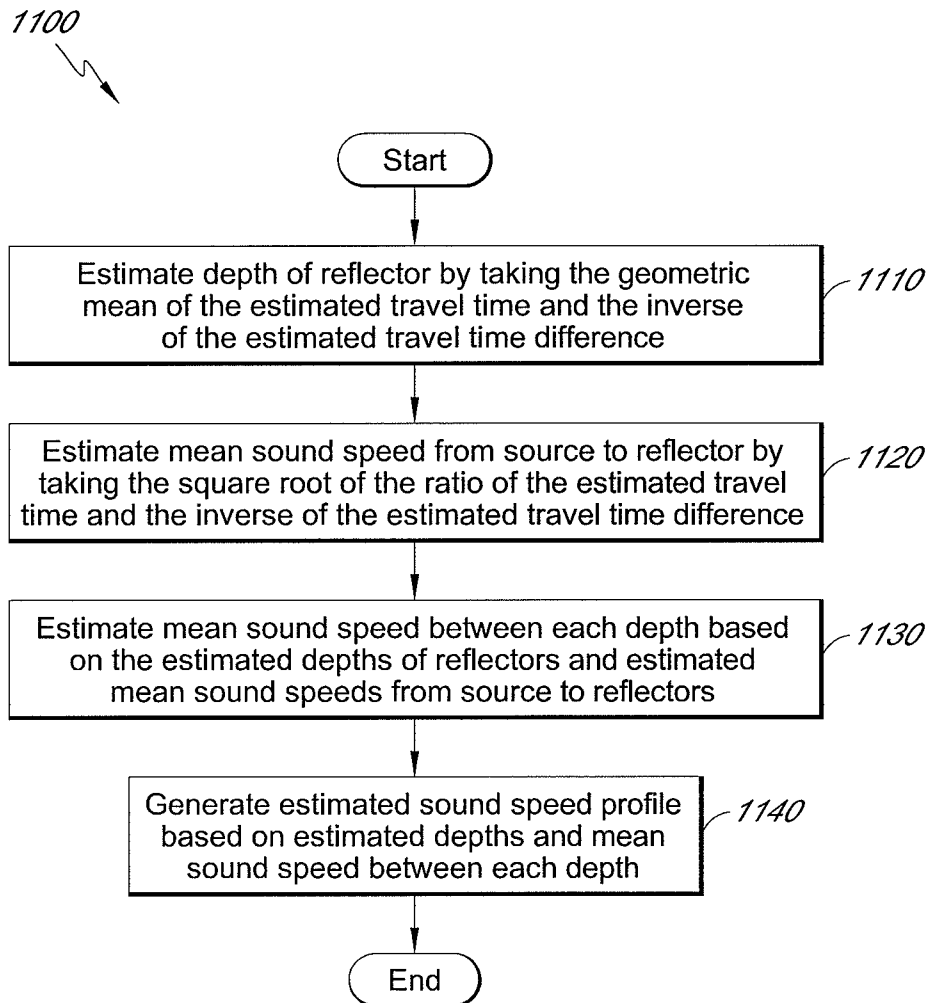 1100
Start
Estimate depth of reflector by taking the geometric
mean of the estimated travel time and the inverse
of the estimated travel time difference
1110
Estimate mean sound speed from source to reflector by
taking the square root of the ratio of the estimated travel
time and the inverse of the estimated travel time difference
1120
Estimate mean sound speed between each depth based
on the estimated depths of reflectors and estimated
mean sound speeds from source to reflectors
1130
Generate estimated sound speed profile
based on estimated depths and mean
sound speed between each depth
1140
End